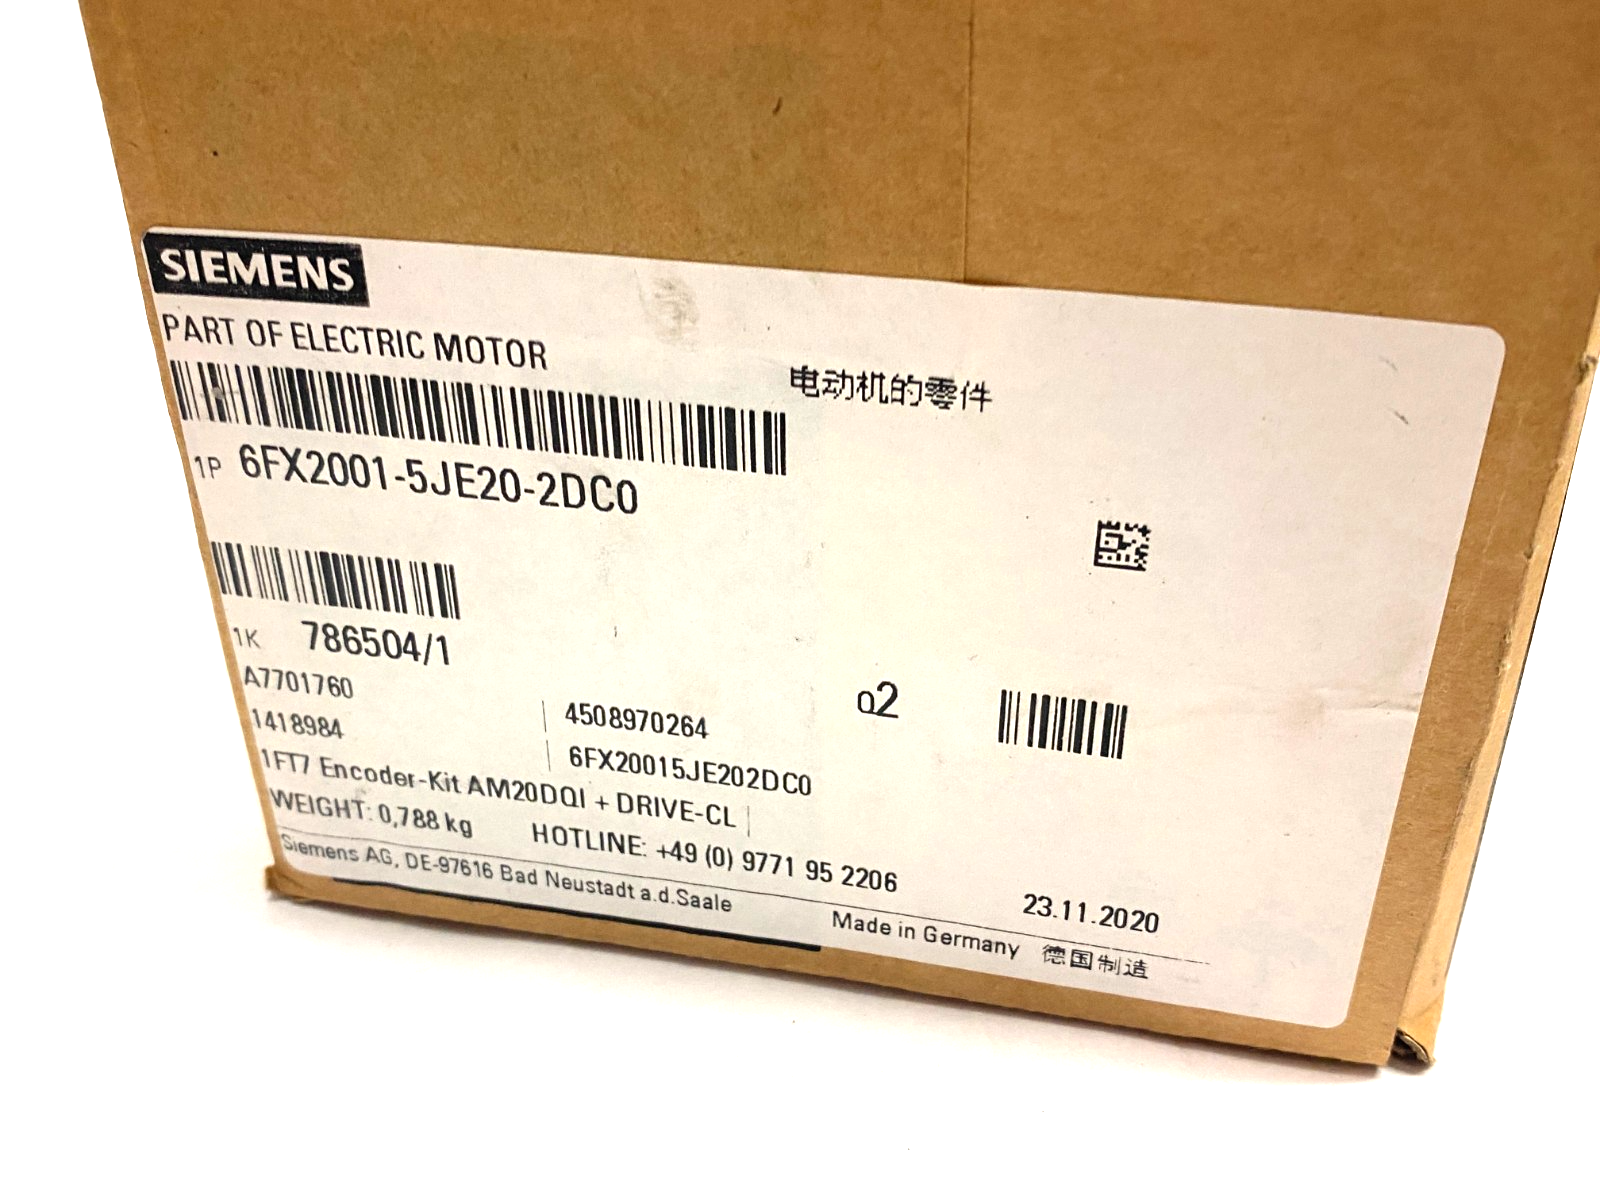 SIEMENS
PART OF ELECTRIC MOTOR
电动机的零件
1P 6FX2001-5JE20-2DC0
1K 786504/1
A7701760
1418984
4508970264
6FX20015JE202DC0
Q2
1FT7 Encoder-Kit AM20DQI + DRIVE-CL
WEIGHT: 0,788 kg HOTLINE: +49 (0) 9771 95 2206
23.11.2020
Siemens AG, DE-97616 Bad Neustadt a.d.Saale
Made in Germany 德国制造